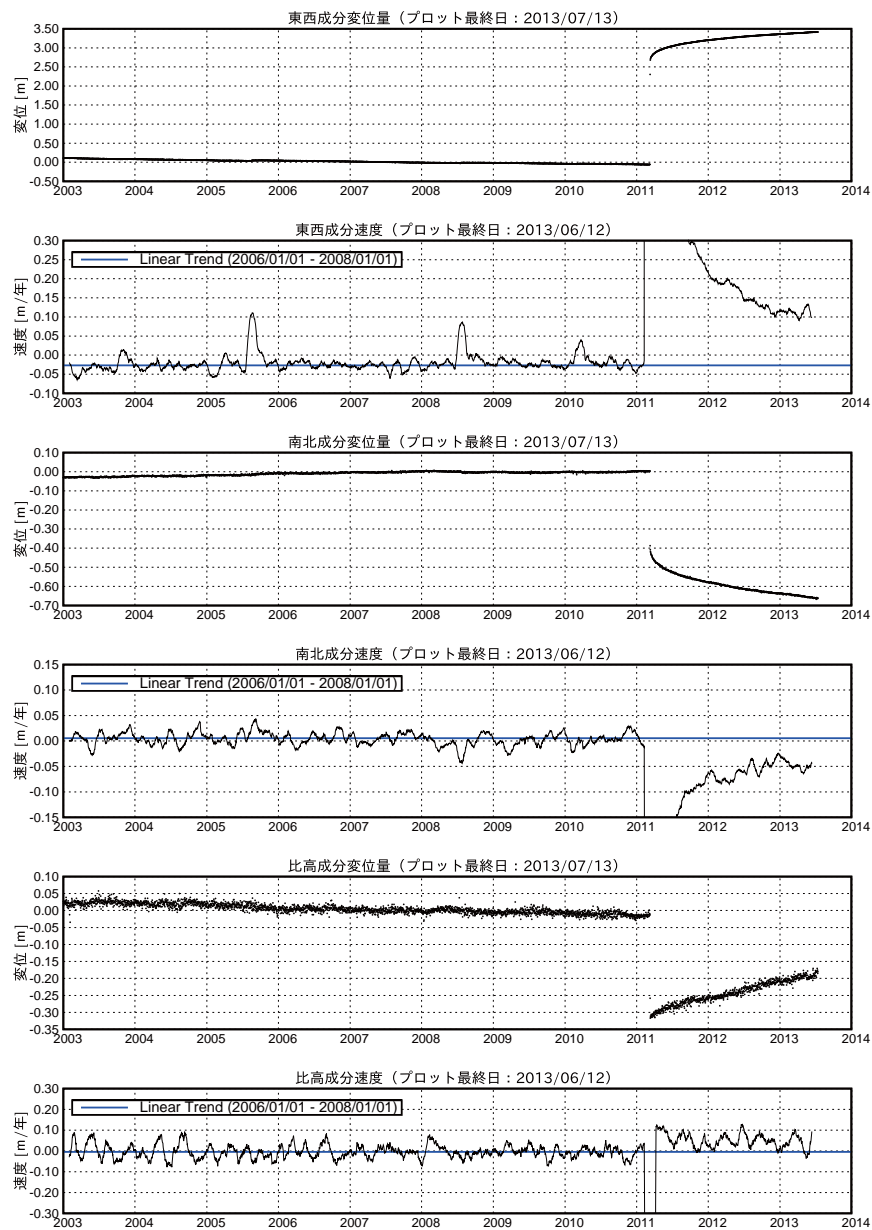 東西成分変位量（プロット最終日：2013/07/13）
変位 [m]
3.50
3.00
2.50
2.00
1.50
1.00
0.50
0.00
-0.50
2003 2004 2005 2006 2007 2008 2009 2010 2011 2012 2013 2014
東西成分速度（プロット最終日：2013/06/12）
Linear Trend (2006/01/01 - 2008/01/01)
速度 [m/年]
0.30
0.25
0.20
0.15
0.10
0.05
0.00
-0.05
-0.10
2003 2004 2005 2006 2007 2008 2009 2010 2011 2012 2013 2014
南北成分変位量（プロット最終日：2013/07/13）
変位 [m]
0.10
0.00
-0.10
-0.20
-0.30
-0.40
-0.50
-0.60
-0.70
2003 2004 2005 2006 2007 2008 2009 2010 2011 2012 2013 2014
南北成分速度（プロット最終日：2013/06/12）
Linear Trend (2006/01/01 - 2008/01/01)
速度 [m/年]
0.15
0.10
0.05
0.00
-0.05
-0.10
-0.15
2003 2004 2005 2006 2007 2008 2009 2010 2011 2012 2013 2014
比高成分変位量（プロット最終日：2013/07/13）
変位 [m]
0.10
0.05
0.00
-0.05
-0.10
-0.15
-0.20
-0.25
-0.30
-0.35
2003 2004 2005 2006 2007 2008 2009 2010 2011 2012 2013 2014
比高成分速度（プロット最終日：2013/06/12）
Linear Trend (2006/01/01 - 2008/01/01)
速度 [m/年]
0.30
0.20
0.10
0.00
-0.10
-0.20
-0.30
2003 2004 2005 2006 2007 2008 2009 2010 2011 2012 2013 2014